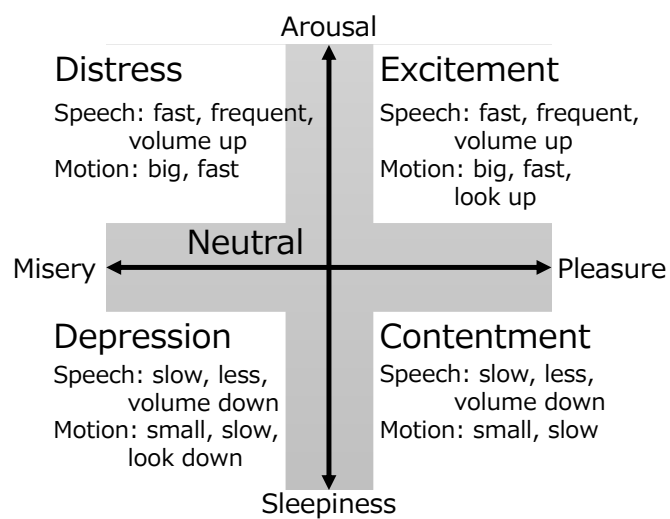 Arousal
Distress
Speech: fast, frequent,
volume up
Motion: big, fast
Excitement
Speech: fast, frequent,
volume up
Motion: big, fast,
look up
Neutral
Misery
Pleasure
Depression
Speech: slow, less,
volume down
Motion: small, slow,
look down
Contentment
Speech: slow, less,
volume down
Motion: small, slow
Sleepiness